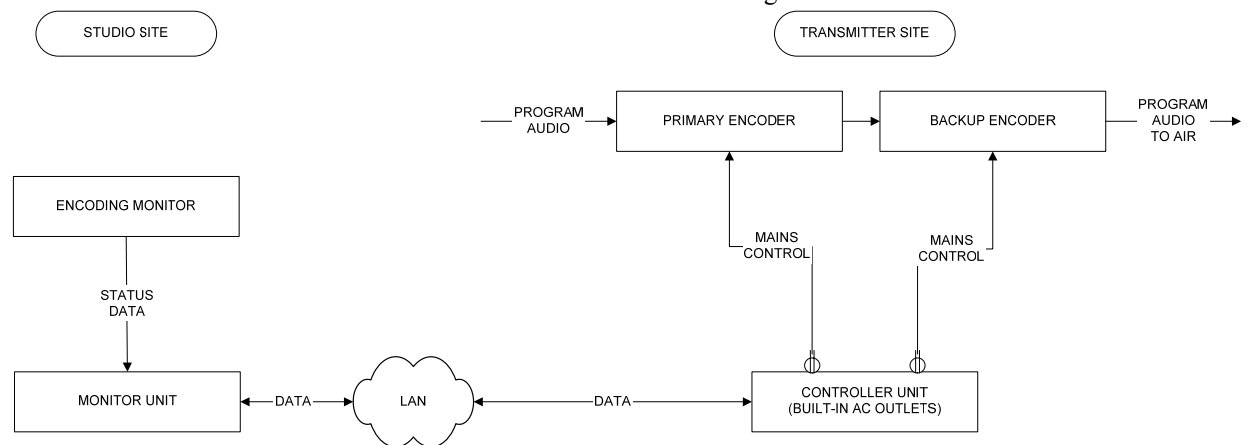 STUDIO SITE
TRANSMITTER SITE
PROGRAM
AUDIO
PRIMARY ENCODER
BACKUP ENCODER
PROGRAM
AUDIO
TO AIR
ENCODING MONITOR
MAINS
CONTROL
MAINS
CONTROL
STATUS
DATA
MONITOR UNIT
DATA
LAN
DATA
CONTROLLER UNIT
(BUILT-IN AC OUTLETS)